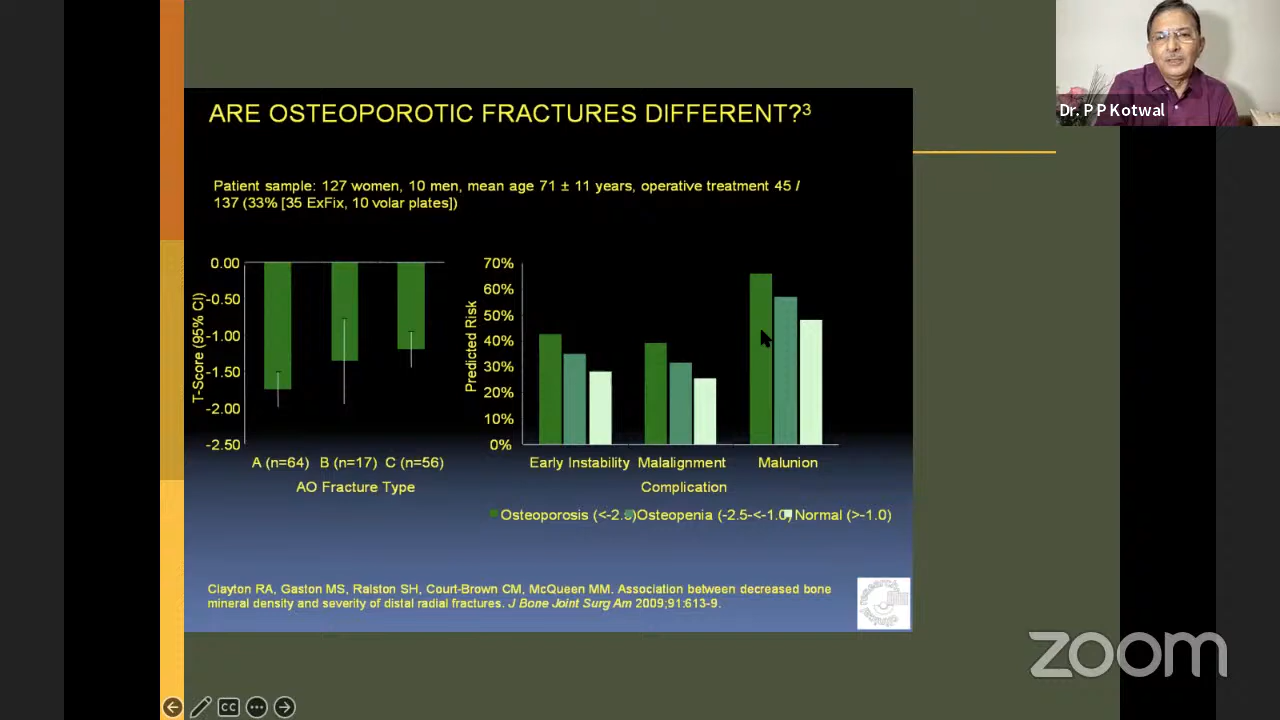 ARE OSTEOPOROTIC FRACTURES DIFFERENT?³
Dr. P P Kotwal
Patient sample: 127 women, 10 men, mean age 71 ± 11 years, operative treatment 45 /
137 (33% [35 ExFix, 10 volar plates])
T-Score (95% CI)
0.00
-0.50
-1.00
-1.50
-2.00
-2.50
A (n=64) B (n=17) C (n=56)
AO Fracture Type
Predicted Risk
70%
60%
50%
40%
30%
20%
10%
0%
Early Instability Malalignment Malunion
Complication
Osteoporosis (<-2.5) Osteopenia (-2.5-<-1.0) Normal (>-1.0)
Clayton RA, Gaston MS, Ralston SH, Court-Brown CM, McQueen MM. Association between decreased bone
mineral density and severity of distal radial fractures. J Bone Joint Surg Am 2009;91:613-9.
CC
zoom